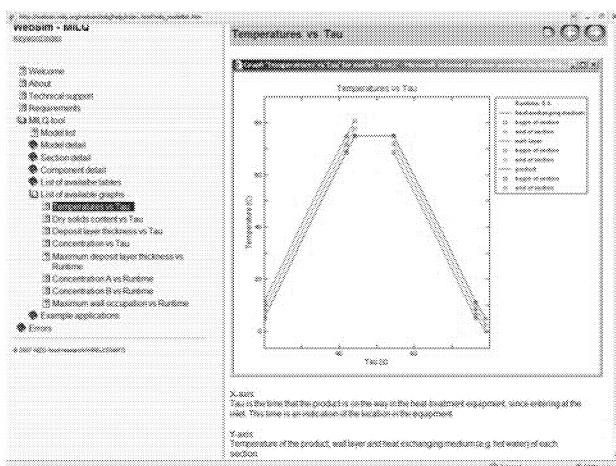 WebSim - MILQ
Keyword index
Welcome
About
Technical support
Requirements
MILQ tool
Model list
Model detail
Section detail
Component detail
List of available tables
List of available graphs
Temperatures vs Tau
Dry solids content vs Tau
Deposit layer thickness vs Tau
Concentration vs Tau
Maximum deposit layer thickness vs
Runtime
Concentration A vs Runtime
Concentration B vs Runtime
Maximum wall occupation vs Runtime
Example applications
Errors
Temperatures vs Tau
Temperatures vs Tau
Temperature (C)
Tau (s)
heat exchanging medium
begin of section
end of section
wall layer
begin of section
end of section
product
begin of section
end of section
X-axis:
Tau is the time that the product is on the way in the heat-treatment equipment, since entering at the
inlet. This time is an indication of the location in the equipment.
Y-axis:
Temperature of the product, wall layer and heat exchanging medium (e.g. hot water) of each
section.